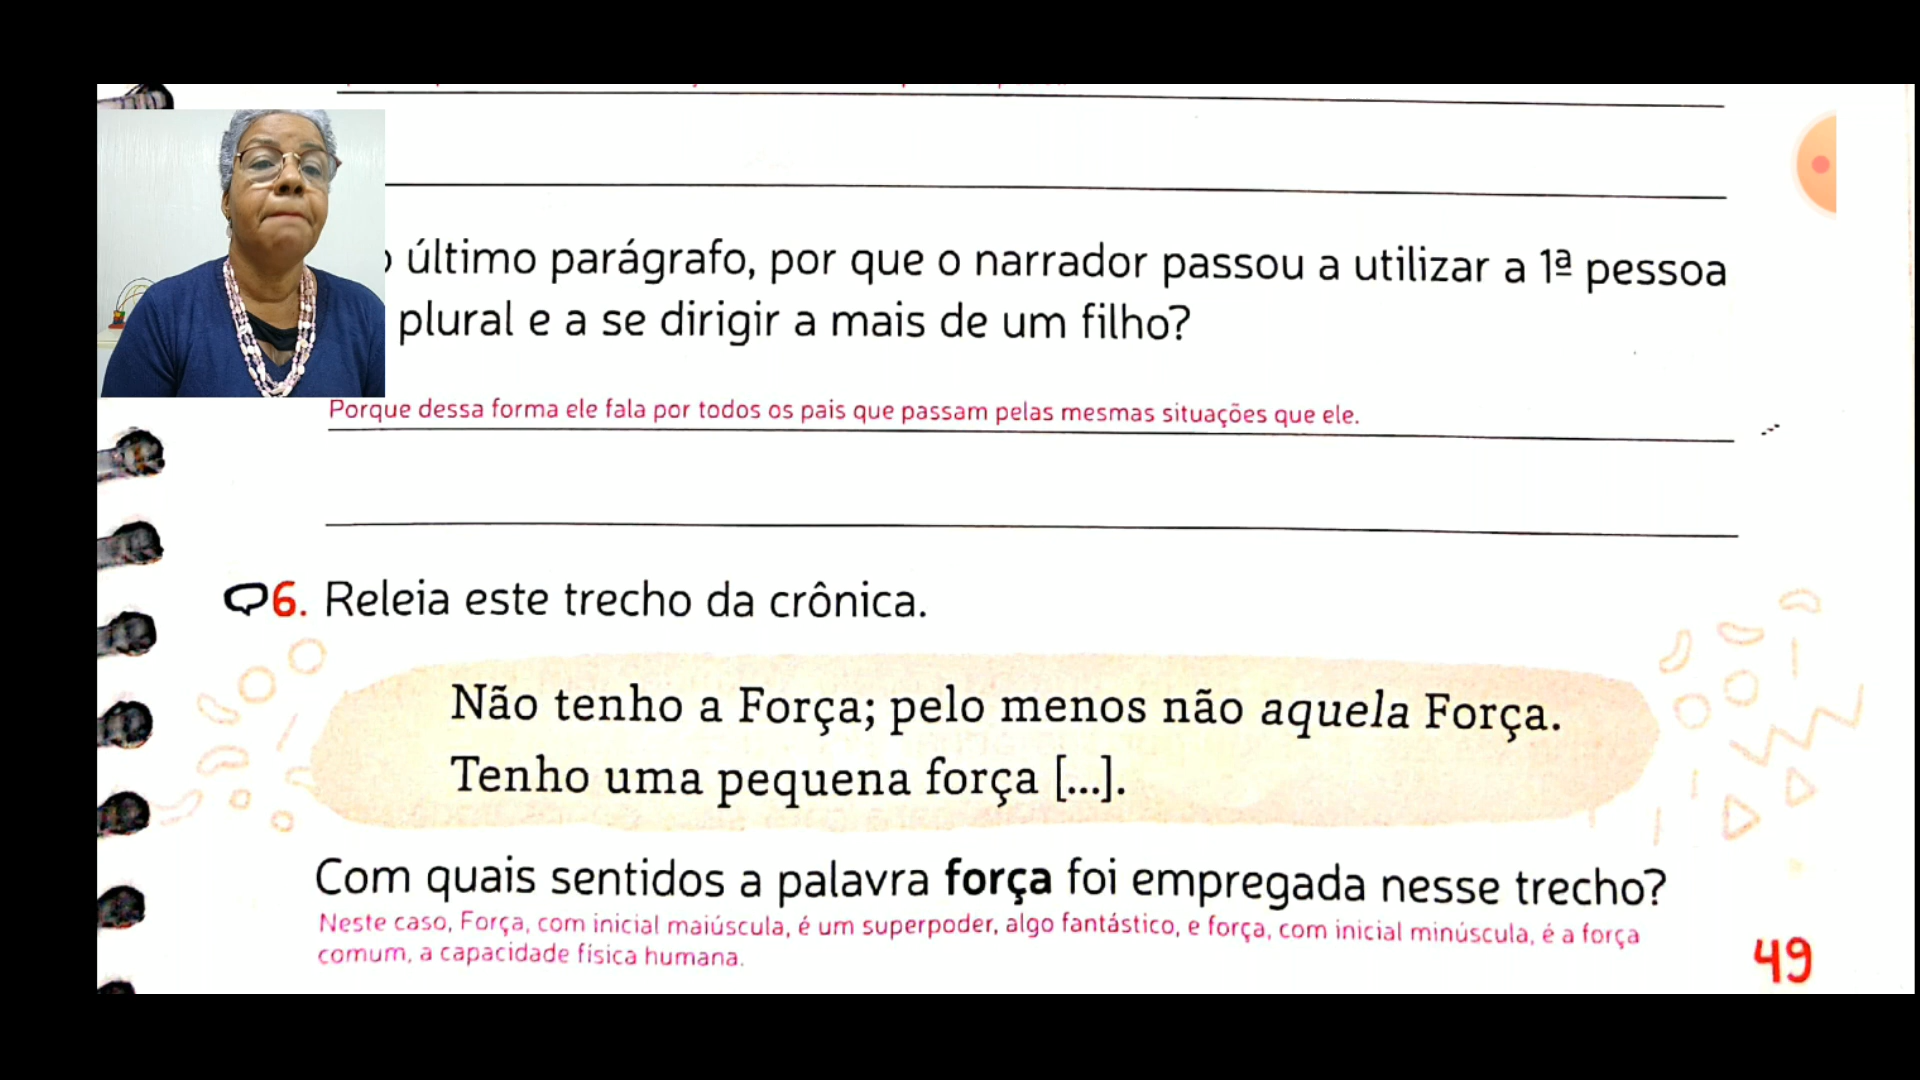 último parágrafo, por que o narrador passou a utilizar a 1ª pessoa
plural e a se dirigir a mais de um filho?
Porque dessa forma ele fala por todos os pais que passam pelas mesmas situações que ele.
6. Releia este trecho da crônica.
Não tenho a Força; pelo menos não aquela Força.
Tenho uma pequena força [...].
Com quais sentidos a palavra força foi empregada nesse trecho?
Neste caso, Força, com inicial maiúscula, é um superpoder, algo fantástico, e força, com inicial minúscula, é a força
comum, a capacidade física humana.
49